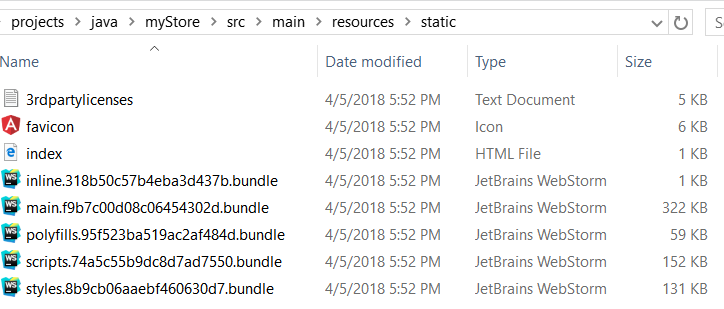 projects › java › myStore › src › main › resources › static
Name Date modified Type Size
3rdpartylicenses 4/5/2018 5:52 PM Text Document 5 KB
favicon 4/5/2018 5:52 PM Icon 6 KB
index 4/5/2018 5:52 PM HTML File 1 KB
inline.318b50c57b4eba3d437b.bundle 4/5/2018 5:52 PM JetBrains WebStorm 1 KB
main.f9b7c00d08c06454302d.bundle 4/5/2018 5:52 PM JetBrains WebStorm 322 KB
polyfills.95f523ba519ac2af484d.bundle 4/5/2018 5:52 PM JetBrains WebStorm 59 KB
scripts.74a5c55b9dc8d7ad7550.bundle 4/5/2018 5:52 PM JetBrains WebStorm 152 KB
styles.8b9cb06aaebf460630d7.bundle 4/5/2018 5:52 PM JetBrains WebStorm 131 KB